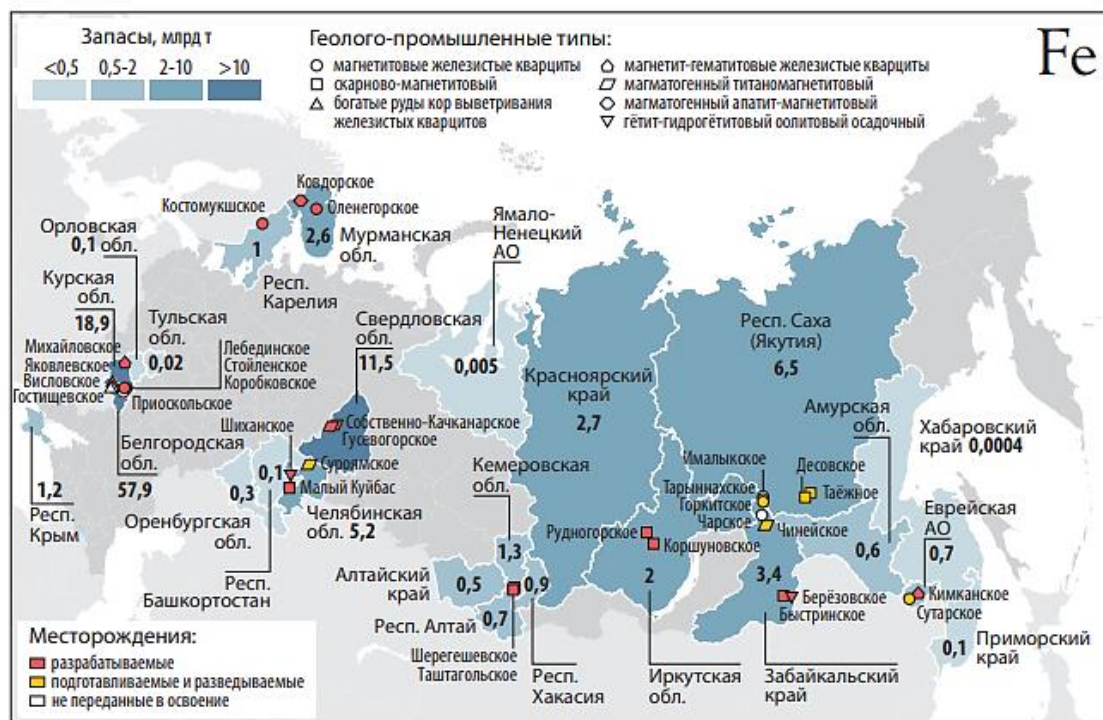 Запасы, млрд т
<0,5 0,5-2 2-10 >10
Геолого-промышленные типы:
магнетитовые железистые кварциты
скарново-магнетитовый
богатые руды кор выветривания
железистых кварцитов
магнетит-гематитовые железистые кварциты
магматогенный титаномагнетитовый
магматогенный апатит-магнетитовый
гётит-гидрогётитовый оолитовый осадочный
Fe
Ковдорское
Костомукшское
Оленегорское
1
2,6
Мурманская
обл.
Респ.
Карелия
Орловская
0,1 обл.
Курская
обл.
18,9
Тульская
обл.
0,02
Михайловское
Яковлевское
Висловское
Гостищевское
Лебединское
Стойленское
Коробковское
Приоскольское
Белгородская
обл.
57,9
1,2
Респ.
Крым
Свердловская
обл.
11,5
Ямало-
Ненецкий
АО
0,005
Шиханское
Собственно-Качканарское
Гусевогорское
Суроямское
0,1
Малый Куйбас
0,3
Челябинская
обл. 5,2
Оренбургская
обл.
Респ.
Башкортостан
Красноярский
край
2,7
Респ. Саха
(Якутия)
6,5
Амурская
обл.
Хабаровский
край 0,0004
Кемеровская
обл.
1,3
Имальікское
Тарыннахское
Горкитское
Чарское
Десовское
Таёжное
Чинейское
Рудногорское
Коршуновское
Еврейская
АО
0,7
0,6
Алтайский
край
0,5
0,9
2
3,4
Берёзовское
Быстринское
Кимканское
Сутарское
0,7
Респ. Алтай
Шерегешевское
Таштагольское
Респ.
Хакасия
Иркутская
обл.
Забайкальский
край
0,1
Приморский
край
Месторождения:
разрабатываемые
подготавливаемые и разведываемые
не переданные в освоение